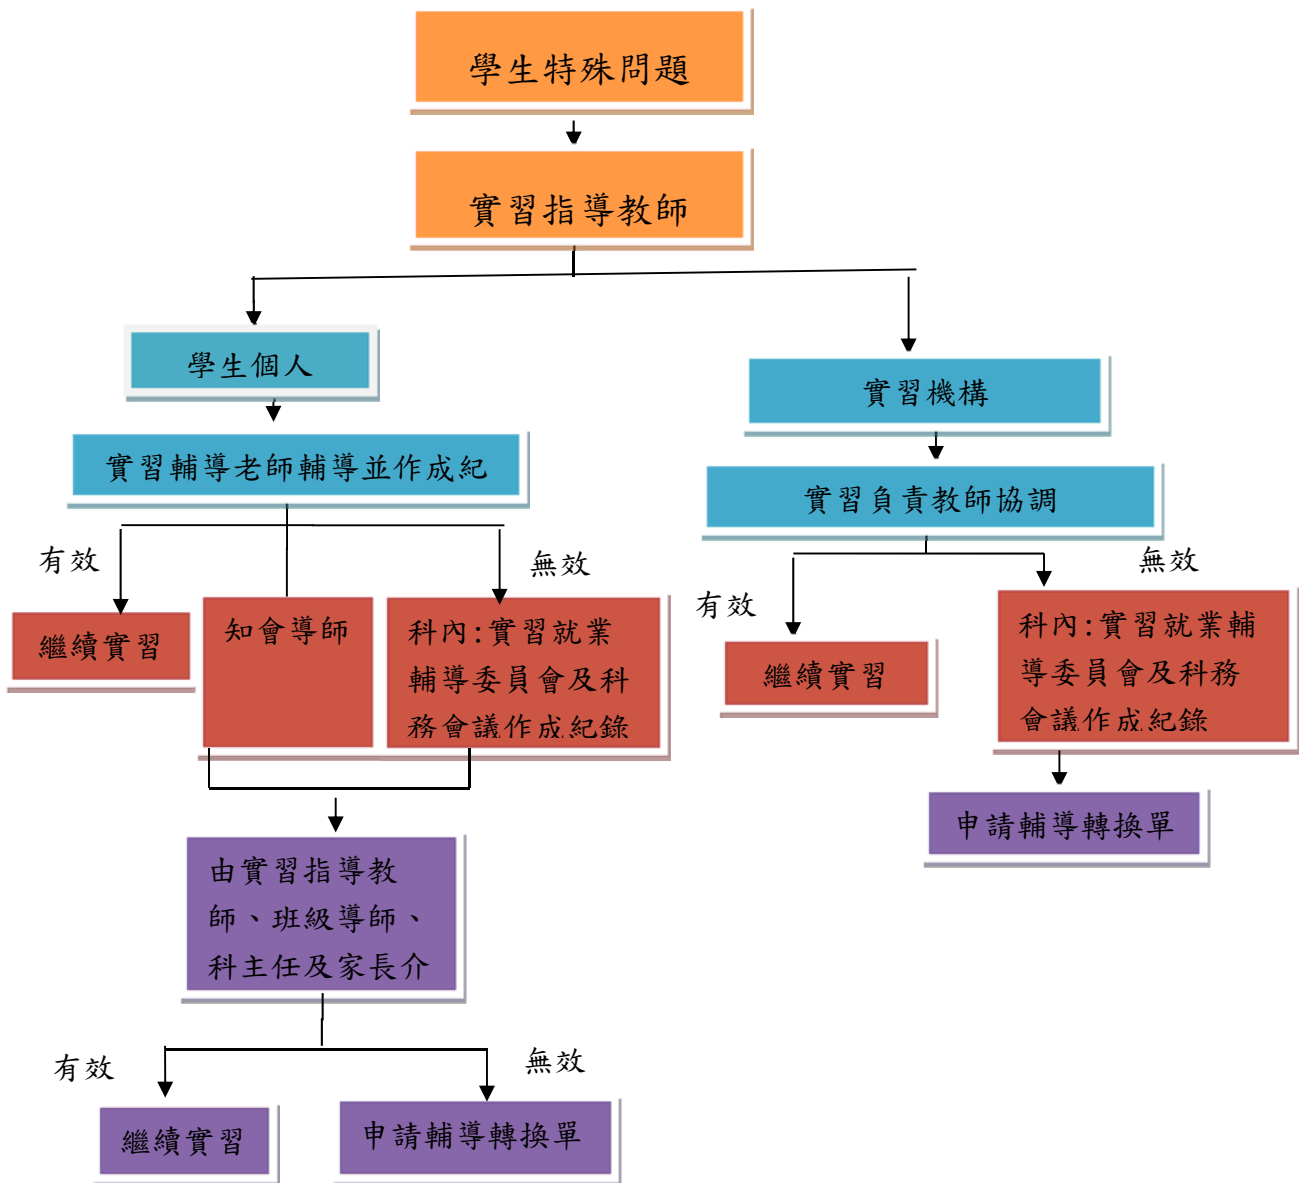 學生特殊問題
實習指導教師
學生個人
實習機構
實習輔導老師輔導並作成紀
實習負責教師協調
有效
無效
有效
無效
繼續實習
知會導師
科內:實習就業
輔導委員會及科
務會議作成紀錄
繼續實習
科內:實習就業輔
導委員會及科務
會議作成紀錄
申請輔導轉換單
由實習指導教
師、班級導師、
科主任及家長介
有效
無效
繼續實習
申請輔導轉換單